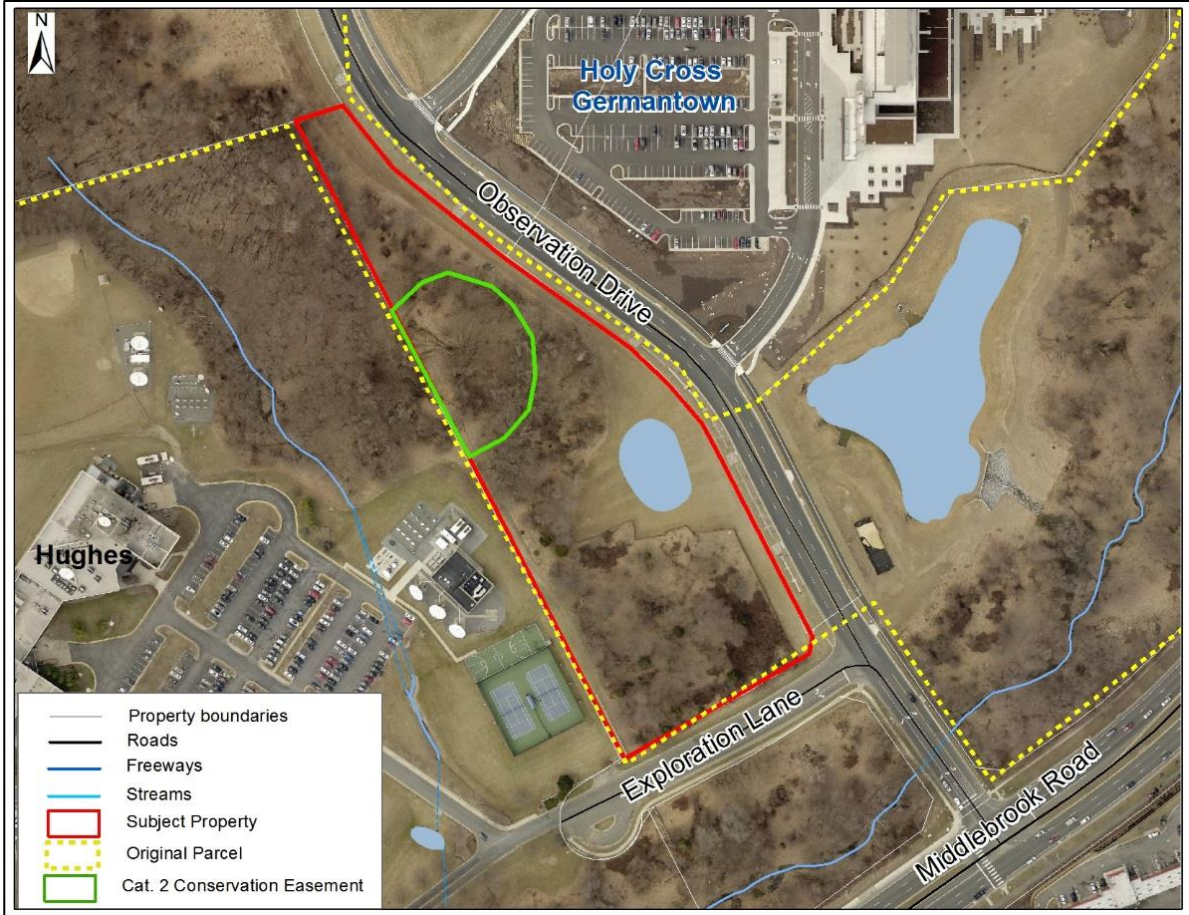 N
Holy Cross
Germantown
Observation Drive
Hughes
Exploration Lane
Middlebrook Road
Property boundaries
Roads
Freeways
Streams
Subject Property
Original Parcel
Cat. 2 Conservation Easement